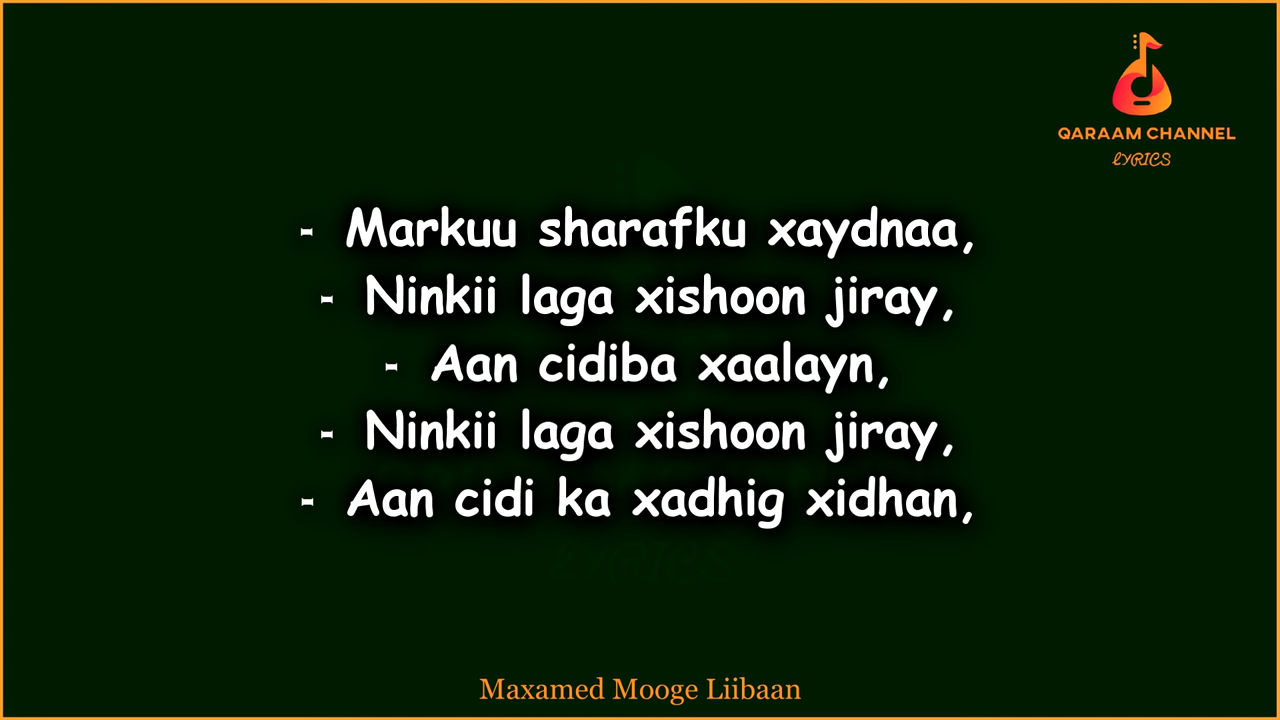 QARAAM CHANNEL
LYRICS
- Markuu sharafku xaydnaa,
- Ninkii laga xishoon jiray,
- Aan cidiba xaalayn,
- Ninkii laga xishoon jiray,
- Aan cidi ka xadhig xidhan,
LYRICS
Maxamed Mooge Liibaan